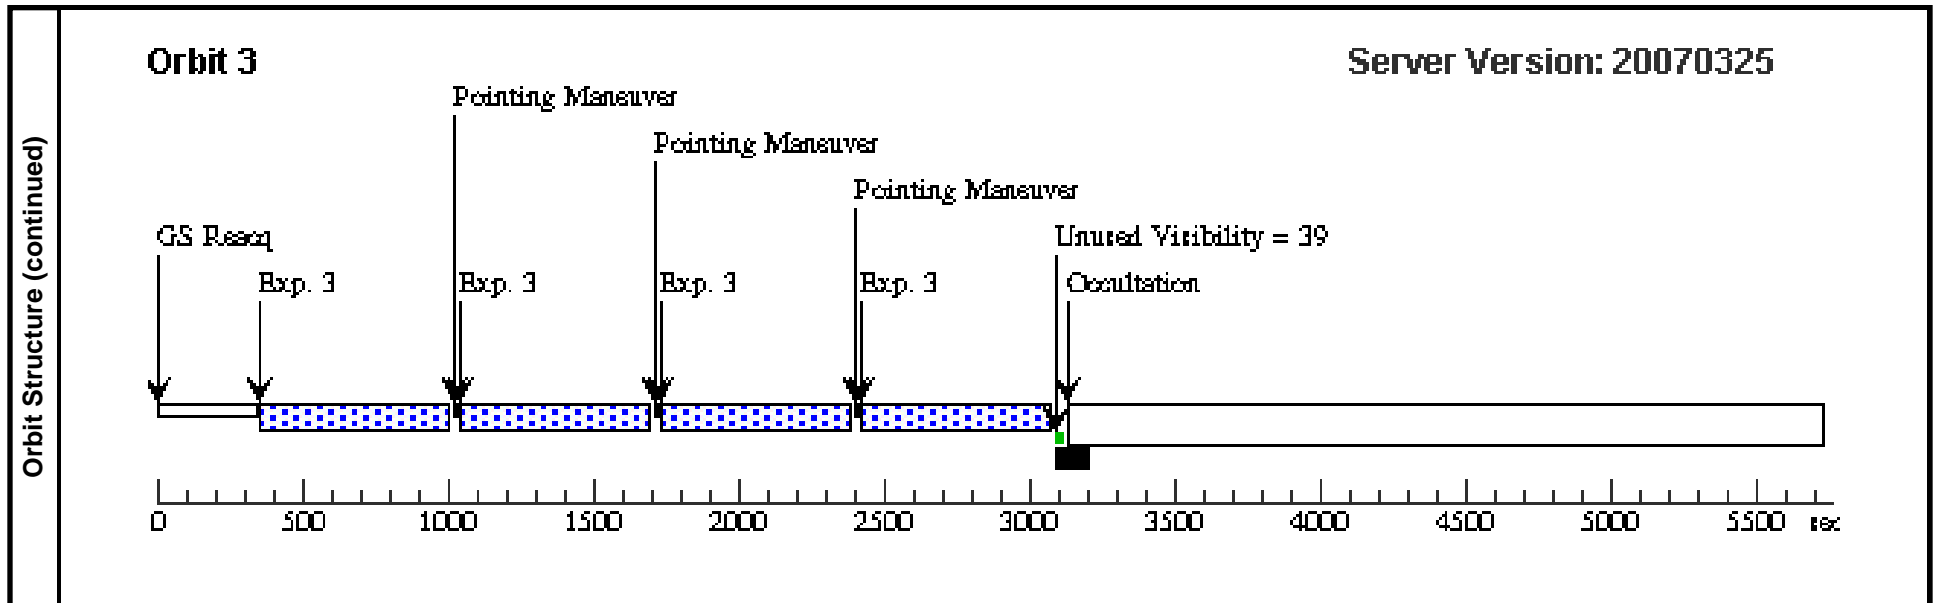 Orbit Structure (continued)
Orbit 3
Server Version: 20070325
Pointing Maneuver
Pointing Maneuver
Pointing Maneuver
GS Reacq
Unused Visibility = 39
Exp. 3
Exp. 3
Exp. 3
Exp. 3
Occultation
0 500 1000 1500 2000 2500 3000 3500 4000 4500 5000 5500 sec